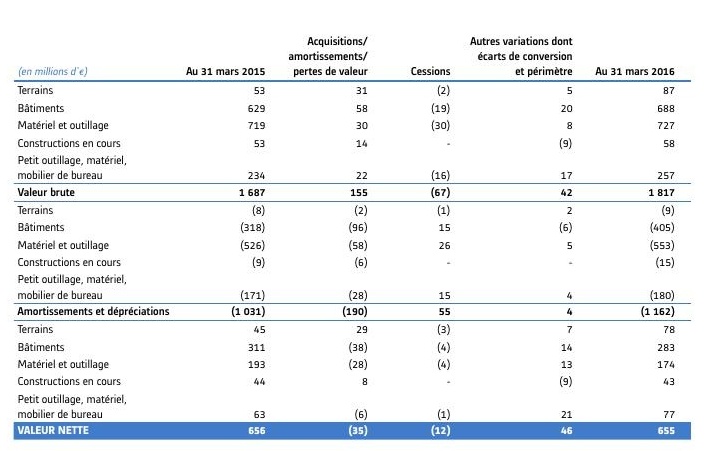 (en millions d'€) Au 31 mars 2015 Acquisitions/ amortissements/ pertes de valeur Cessions Autres variations dont écarts de conversion et périmètre Au 31 mars 2016
Terrains 53 31 (2) 5 87
Bâtiments 629 58 (19) 20 688
Matériel et outillage 719 30 (30) 8 727
Constructions en cours 53 14 - (9) 58
Petit outillage, matériel,
mobilier de bureau 234 22 (16) 17 257
Valeur brute 1 687 155 (67) 42 1 817
Terrains (8) (2) (1) 2 (9)
Bâtiments (318) (96) 15 (6) (405)
Matériel et outillage (526) (58) 26 5 (553)
Constructions en cours (9) (6) - - (15)
Petit outillage, matériel,
mobilier de bureau (171) (28) 15 4 (180)
Amortissements et dépréciations (1 031) (190) 55 4 (1 162)
Terrains 45 29 (3) 7 78
Bâtiments 311 (38) (4) 14 283
Matériel et outillage 193 (28) (4) 13 174
Constructions en cours 44 8 - (9) 43
Petit outillage, matériel,
mobilier de bureau 63 (6) (1) 21 77
VALEUR NETTE 656 (35) (12) 46 655